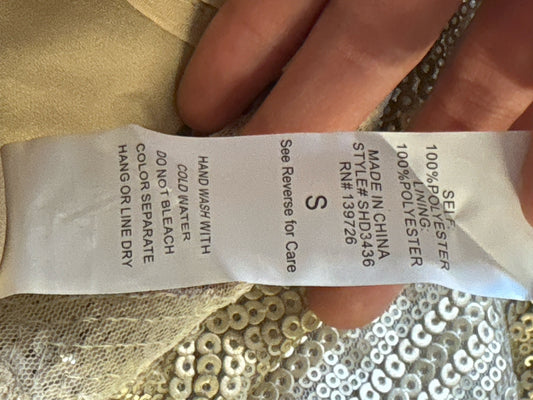 SELF:
100%POLYESTER
LINING:
100%POLYESTER
MADE IN CHINA
STYLE# SHD3436
RN# 139726
S
See Reverse for Care
HAND WASH WITH
COLD WATER
DO NOT BLEACH
COLOR SEPARATE
HANG OR LINE DRY